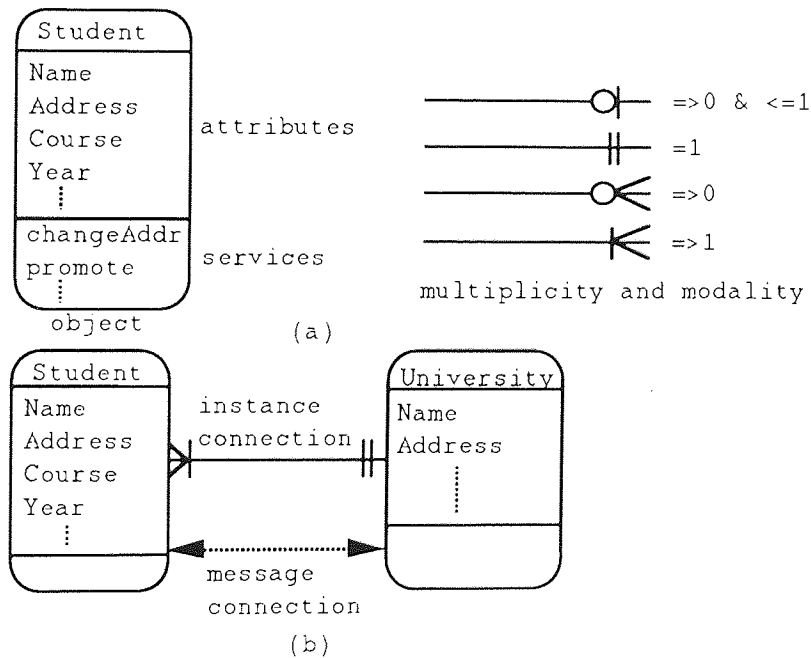 Student
Name
Address
Course
Year
attributes
changeAddr
promote
services
object
=>0 & <=1
=1
=>0
=>1
multiplicity and modality
(a)
Student
Name
Address
Course
Year
instance
connection
University
Name
Address
message
connection
(b)